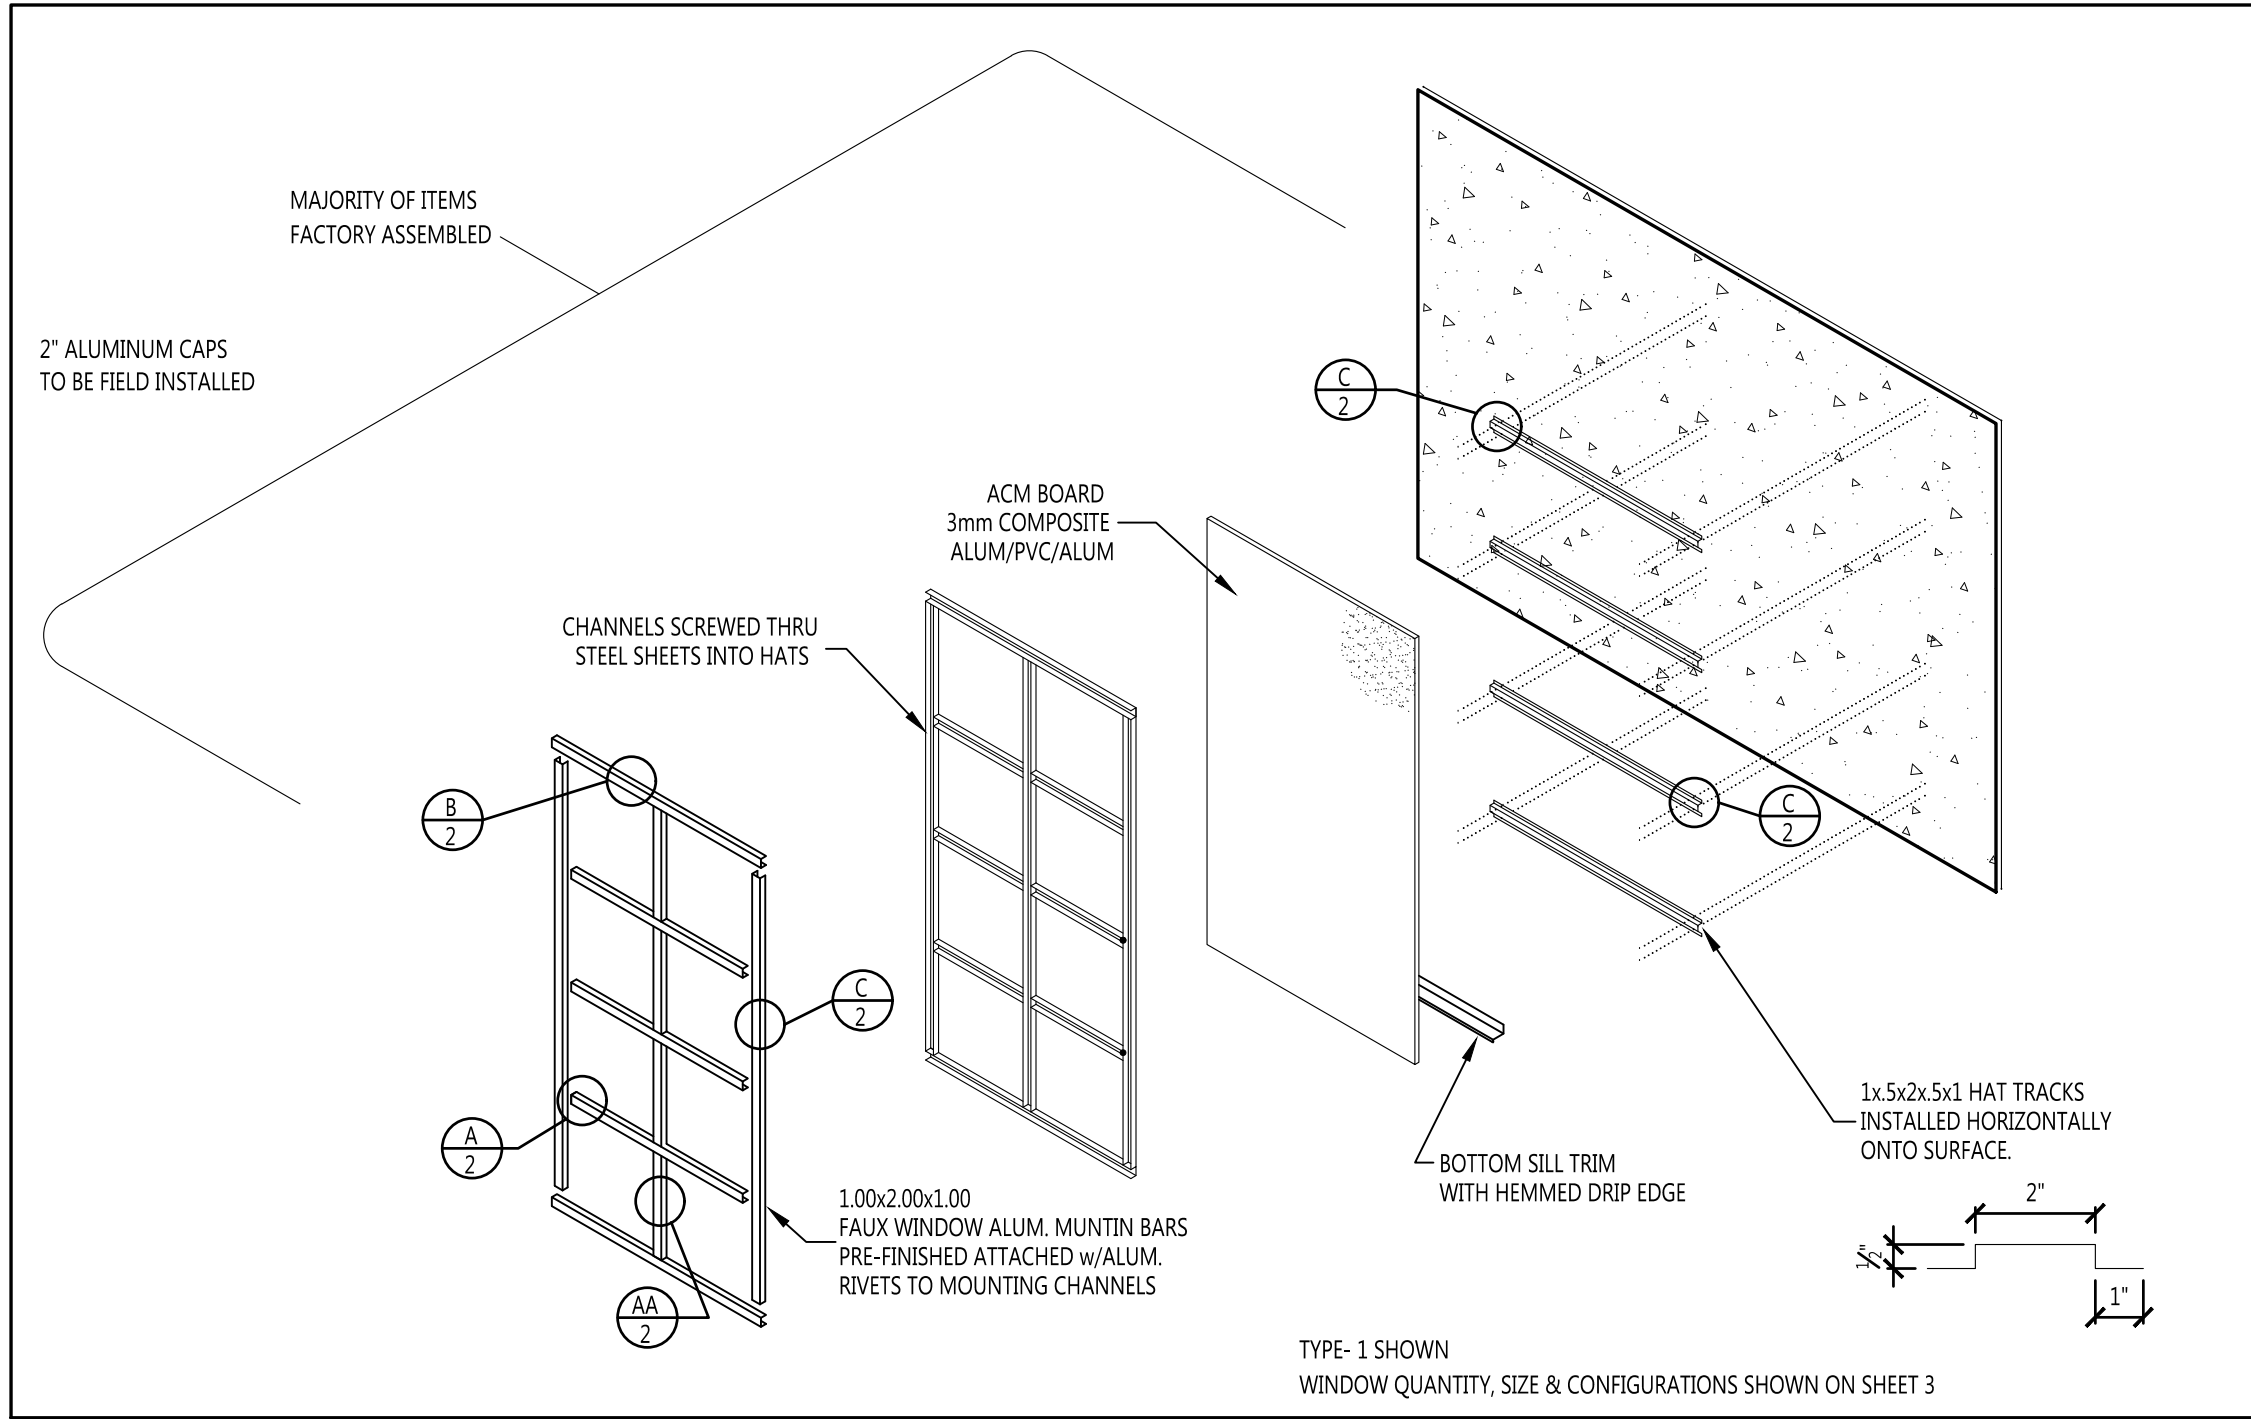 MAJORITY OF ITEMS
FACTORY ASSEMBLED
2" ALUMINUM CAPS
TO BE FIELD INSTALLED
C
2
ACM BOARD
3mm COMPOSITE
ALUM/PVC/ALUM
CHANNELS SCREWED THRU
STEEL SHEETS INTO HATS
B
2
C
2
C
2
A
2
AA
2
1.00x2.00x1.00
FAUX WINDOW ALUM. MUNTIN BARS
PRE-FINISHED ATTACHED w/ALUM.
RIVETS TO MOUNTING CHANNELS
BOTTOM SILL TRIM
WITH HEMMED DRIP EDGE
1x.5x2x.5x1 HAT TRACKS
INSTALLED HORIZONTALLY
ONTO SURFACE.
2"
1/2"
1"
TYPE- 1 SHOWN
WINDOW QUANTITY, SIZE & CONFIGURATIONS SHOWN ON SHEET 3